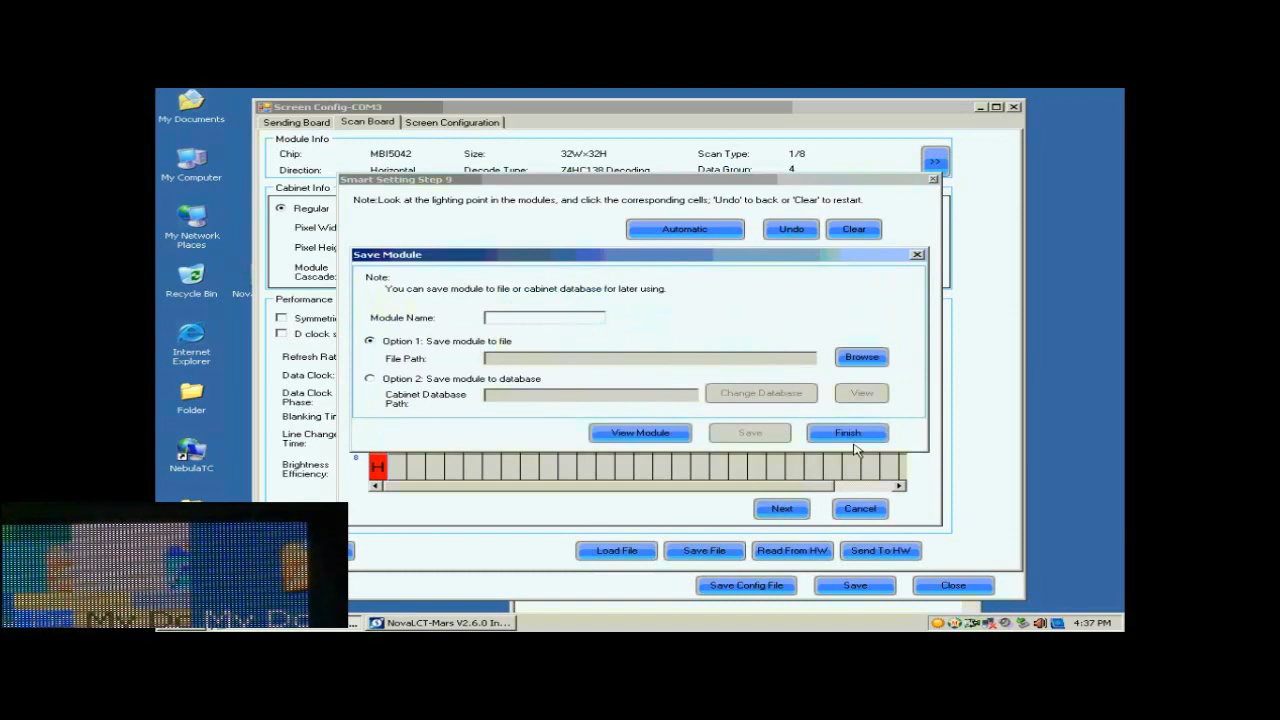 My Documents
My Computer
My Network
Places
Recycle Bin
Nov
Internet
Explorer
Folder
NebulaTC
Screen Config-COM3
Sending Board
Scan Board
Screen Configuration
Module Info
Chip: MBI5042 Size: 32W×32H Scan Type: 1/8
Direction: Horizontal Decode Type: 74HC138 Decoding Data Group: 4
>>
Cabinet Info
Regular
Pixel Wid
Pixel Heig
Module
Cascade:
Performance
Symmetric
D clock s
Refresh Rat
Data Clock:
Data Clock
Phase:
Blanking Tim
Line Change
Time:
Brightness
Efficiency:
Smart Setting Step 9
Note:Look at the lighting point in the modules, and click the corresponding cells; 'Undo' to back or 'Clear' to restart.
Automatic Undo Clear
Save Module
Note:
You can save module to file or cabinet database for later using.
Module Name:
Option 1: Save module to file
File Path: Browse
Option 2: Save module to database
Cabinet Database
Path:
Change Database View
View Module Save Finish
8
H
Next Cancel
Load File Save File Read From HW Send To HW
Save Config File Save Close
My Do My Do
... NovaLCT-Mars V2.6.0 In... 4:37 PM